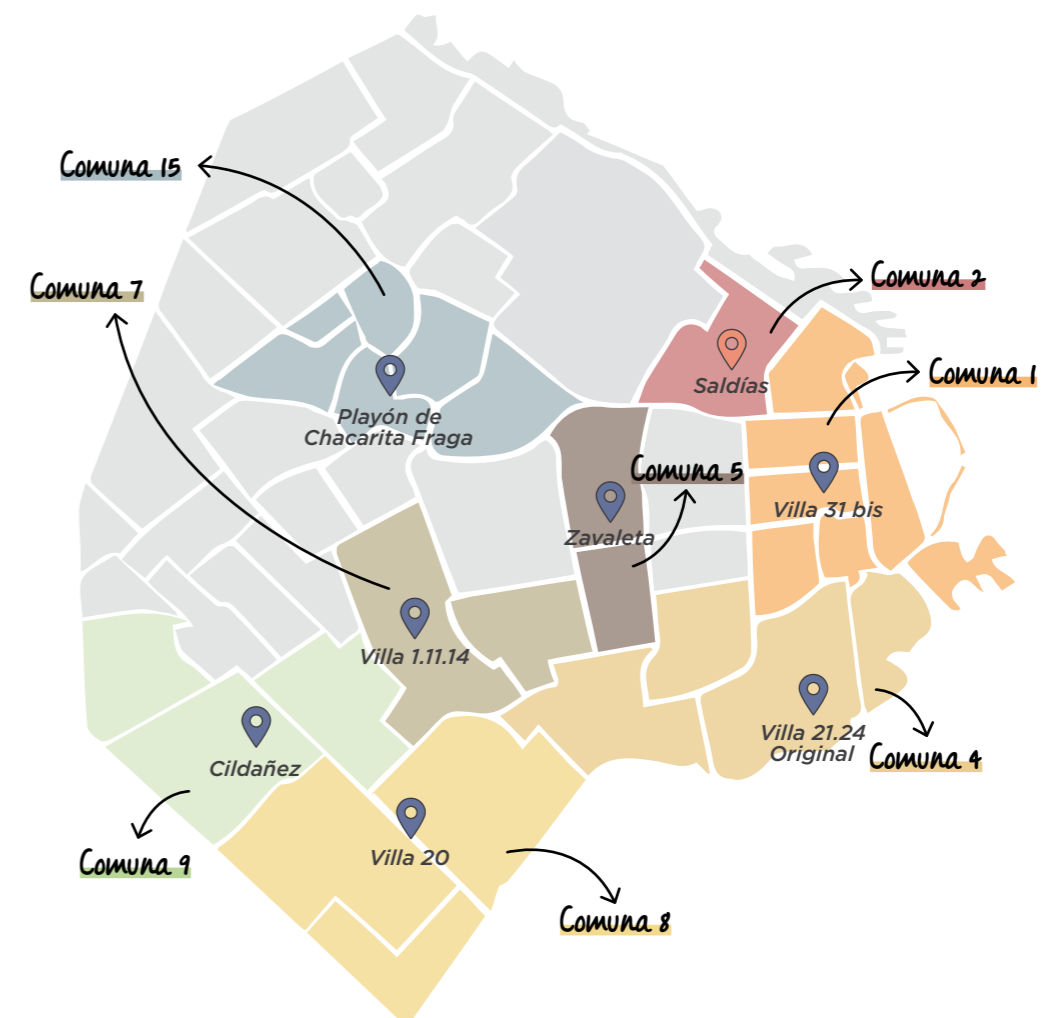 Comuna 15
Comuna 7
Comuna 2
Comuna 1
Saldías
Playón de
Chacarita Fraga
Comuna 5
Villa 31 bis
Zavaleta
Villa 1.11.14
Villa 21.24
Original
Comuna 4
Cildañez
Villa 20
Comuna 9
Comuna 8